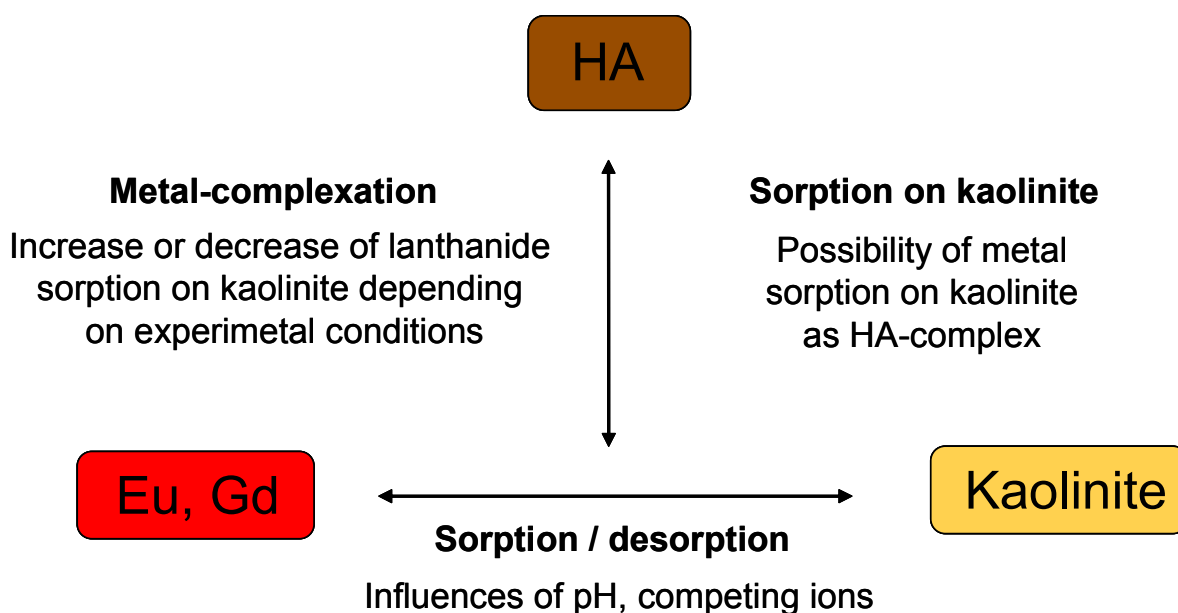 HA
Metal-complexation
Increase or decrease of lanthanide
sorption on kaolinite depending
on experimetal conditions
Sorption on kaolinite
Possibility of metal
sorption on kaolinite
as HA-complex
Eu, Gd
Kaolinite
Sorption / desorption
Influences of pH, competing ions